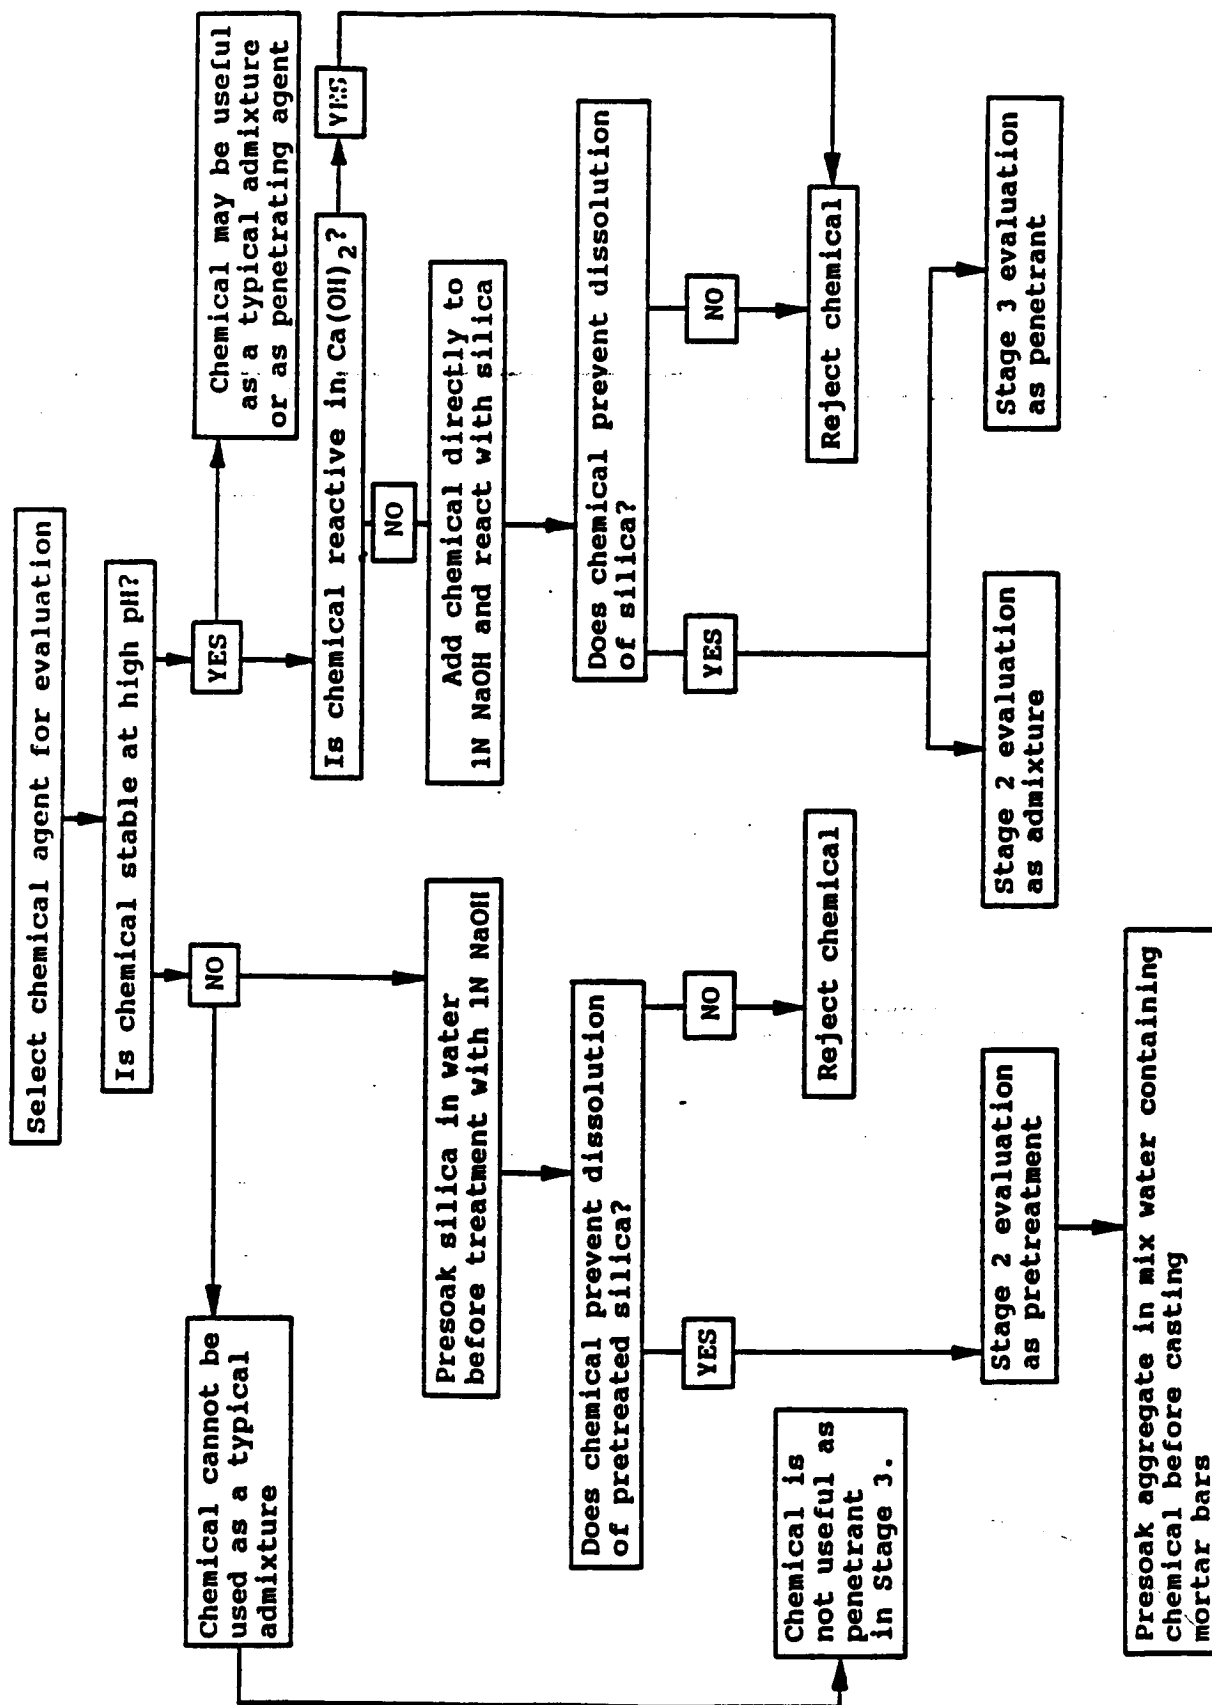 Select chemical agent for evaluation
Is chemical stable at high pH?
NO
YES
Chemical cannot be
used as a typical
admixture
Chemical may be useful
as a typical admixture
or as penetrating agent
Is chemical reactive in Ca(OH)2?
YES
NO
Presoak silica in water
before treatment with 1N NaOH
Add chemical directly to
1N NaOH and react with silica
Does chemical prevent dissolution
of pretreated silica?
Does chemical prevent dissolution
of silica?
YES
NO
YES
NO
Chemical is
not useful as
penetrant
in Stage 3.
Reject chemical
Reject chemical
Stage 2 evaluation
as pretreatment
Stage 2 evaluation
as admixture
Stage 3 evaluation
as penetrant
Presoak aggregate in mix water containing
chemical before casting
mortar bars